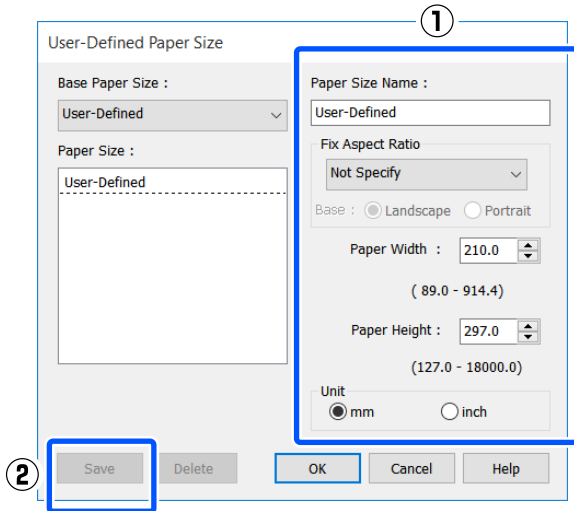 ①
User-Defined Paper Size
Base Paper Size :
User-Defined
Paper Size :
User-Defined
Paper Size Name :
User-Defined
Fix Aspect Ratio
Not Specify
Base : Landscape Portrait
Paper Width : 210.0
( 89.0 - 914.4)
Paper Height : 297.0
(127.0 - 18000.0)
Unit
mm inch
②
Save Delete OK Cancel Help